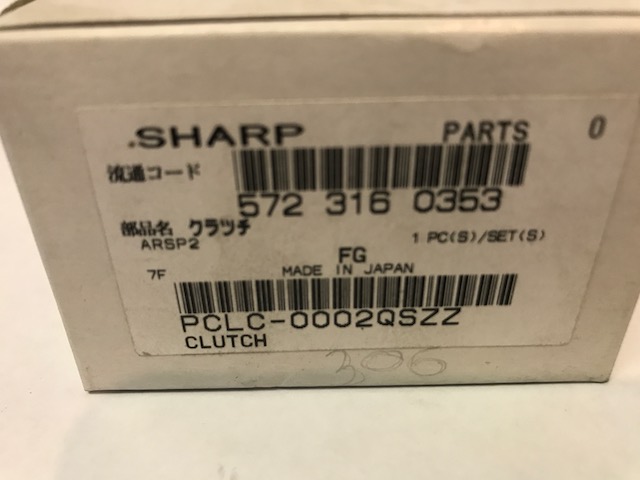 SHARP PARTS 0
流通コード
572 316 0353
部品名 クラツチ
ARSP2 1 PC(S)/SET(S)
FG
7F MADE IN JAPAN
PCLC-0002QSZZ
CLUTCH
306